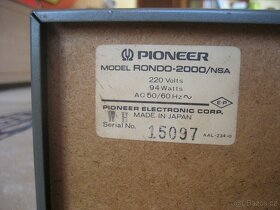 PIONEER
MODEL RONDO-2000/NSA
220 Volts
94 Watts
AC 50/60 Hz ~
PIONEER ELECTRONIC CORP.
MADE IN JAPAN
Serial No. 15097
AAL-234-0